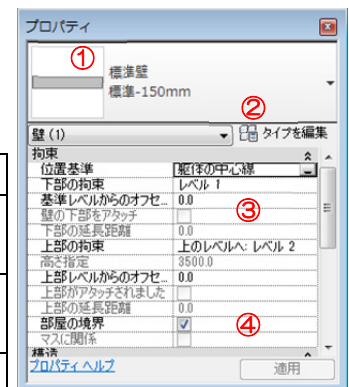 プロパティ
①
標準壁
標準-150mm
②
壁 (1)
タイプを編集
拘束
位置基準 躯体の中心線
下部の拘束 レベル 1
基準レベルからのオフセ... 0.0
③
壁の下部をアタッチ
下部の延長距離 0.0
上部の拘束 上のレベルへ: レベル 2
高さ指定 3500.0
上部レベルからのオフセ... 0.0
上部がアタッチされました
上部の延長距離 0.0
部屋の境界
④
マスに関係
構造
プロパティ ヘルプ
適用